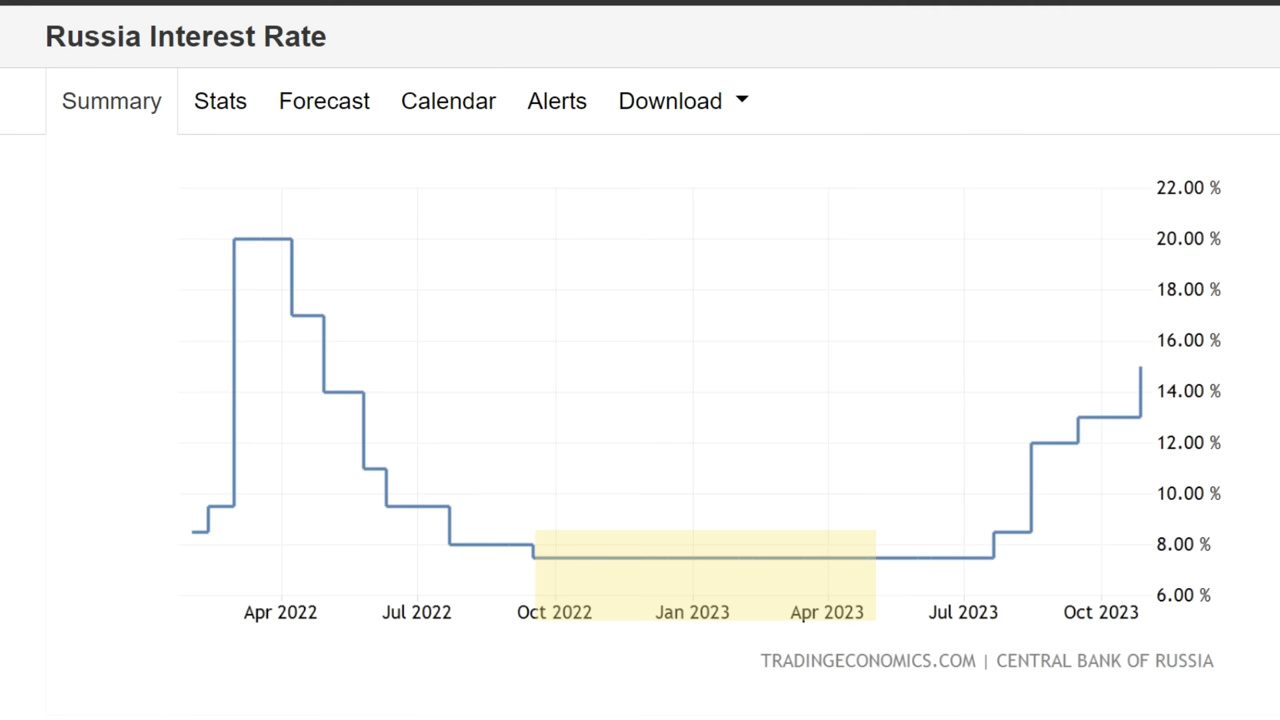 Russia Interest Rate
Summary Stats Forecast Calendar Alerts Download
22.00 %
20.00 %
18.00 %
16.00 %
14.00 %
12.00 %
10.00 %
8.00 %
6.00 %
Apr 2022 Jul 2022 Oct 2022 Jan 2023 Apr 2023 Jul 2023 Oct 2023
TRADINGECONOMICS.COM | CENTRAL BANK OF RUSSIA